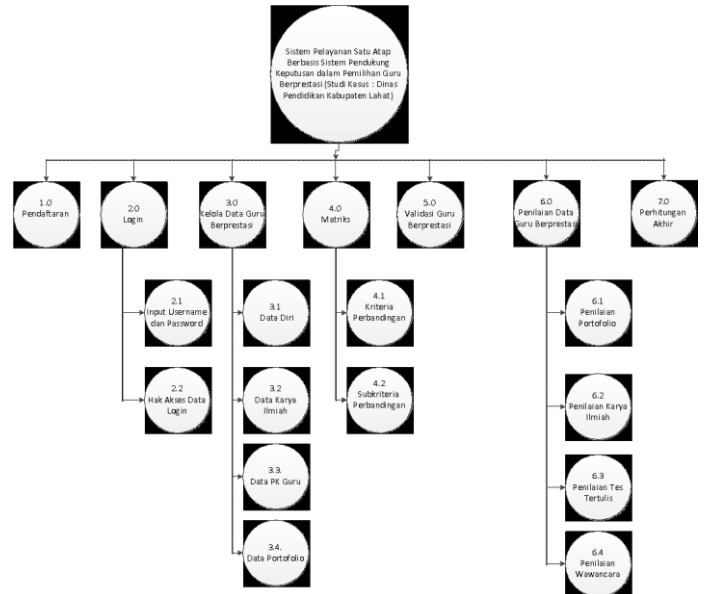 Sistem Pelayanan Satu Atap
Berbasis Sistem Pendukung
Keputusan dalam Pemilihan Guru
Berprestasi (Studi Kasus : Dinas
Pendidikan Kabupaten Lahat)
1.0
Pendaftaran
2.0
Login
3.0
Kelola Data Guru
Berprestasi
4.0
Matriks
5.0
Validasi Guru
Berprestasi
6.0
Penilaian Data
Guru Berprestasi
7.0
Perhitungan
Akhir
2.1
Input Username
dan Password
2.2
Hak Akses Data
Login
3.1
Data Diri
3.2
Data Karya
Ilmiah
3.3.
Data PK Guru
3.4.
Data Portofolio
4.1
Kriteria
Perbandingan
4.2
Subkriteria
Perbandingan
6.1
Penilaian
Portofolio
6.2
Penilaian Karya
Ilmiah
6.3
Penilaian Tes
Tertulis
6.4
Penilaian
Wawancara